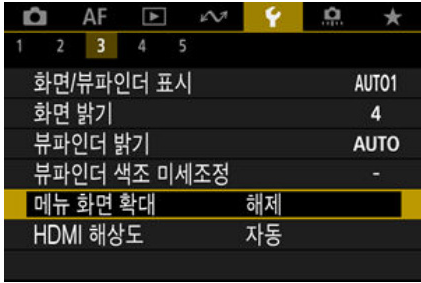 AF
1 2 3 4 5
화면/뷰파인더 표시 AUTO1
화면 밝기 4
뷰파인더 밝기 AUTO
뷰파인더 색조 미세조정 -
메뉴 화면 확대 해제
HDMI 해상도 자동